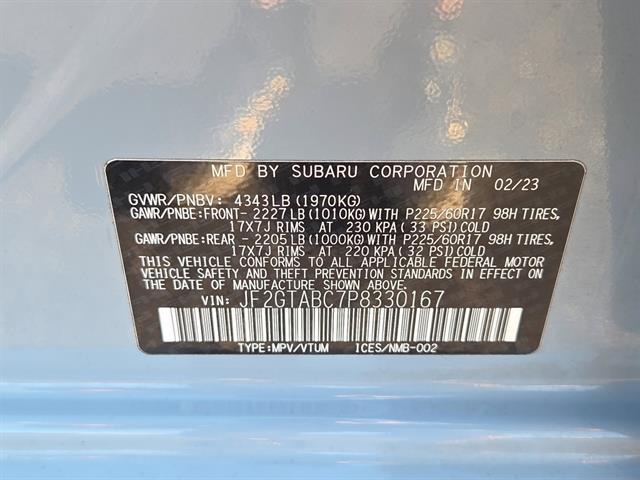 MFD BY SUBARU CORPORATION
MFD IN 02/23
GVWR/PNBV: 4343LB(1970KG)
GAWR/PNBE:FRONT- 2227LB(1010KG)WITH P225/60R17 98H TIRES,
17X7J RIMS AT 230 KPA(33 PSI)COLD
GAWR/PNBE:REAR - 2205LB(1000KG)WITH P225/60R17 98H TIRES,
17X7J RIMS AT 220 KPA(32 PSI)COLD
THIS VEHICLE CONFORMS TO ALL APPLICABLE FEDERAL MOTOR
VEHICLE SAFETY AND THEFT PREVENTION STANDARDS IN EFFECT
ON THE DATE OF MANUFACTURE SHOWN ABOVE.
VIN: JF2GTABC7P8330167
TYPE:MPV/VTUM ICES/NMB-002